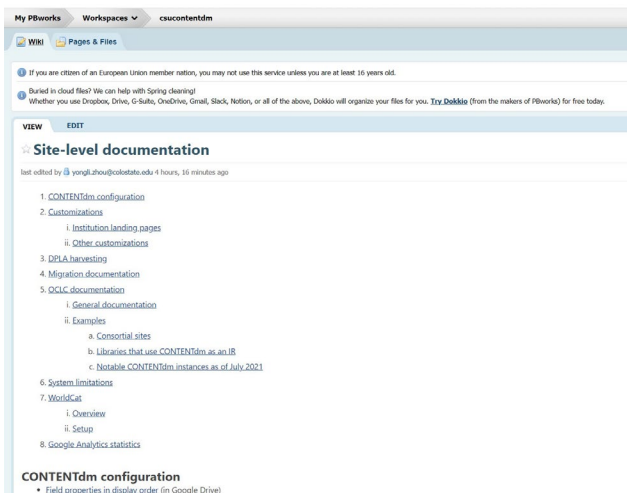 My PBworks Workspaces csucontentdm
Wiki Pages & Files
If you are citizen of an European Union member nation, you may not use this service unless you are at least 16 years old.
Buried in cloud files? We can help with Spring cleaning!
Whether you use Dropbox, Drive, G-Suite, OneDrive, Gmail, Slack, Notion, or all of the above, Dokkio will organize your files for you. Try Dokkio (from the makers of PBworks) for free today.
VIEW EDIT
Site-level documentation
last edited by yongli.zhou@colostate.edu 4 hours, 16 minutes ago
1. CONTENTdm configuration
2. Customizations
i. Institution landing pages
ii. Other customizations
3. DPLA harvesting
4. Migration documentation
5. OCLC documentation
i. General documentation
ii. Examples
a. Consortial sites
b. Libraries that use CONTENTdm as an IR
c. Notable CONTENTdm instances as of July 2021
6. System limitations
7. WorldCat
i. Overview
ii. Setup
8. Google Analytics statistics
CONTENTdm configuration
• Field properties in display order (in Google Drive)